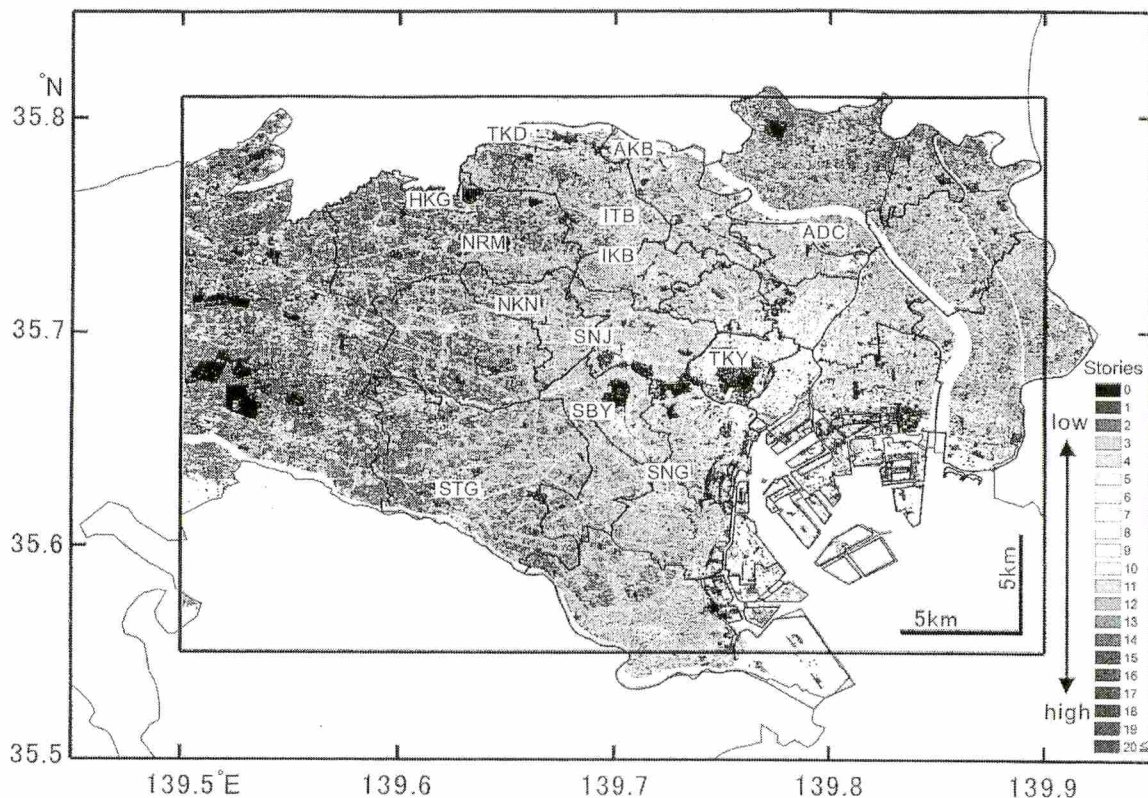 °N
35.8
35.7
35.6
35.5
139.5°E
139.6
139.7
139.8
139.9
TKD
AKB
HKG
ITB
NRM
ADC
IKB
NKN
SNJ
TKY
SBY
SNG
STG
5km
5km
Stories
0
1
2
3
4
5
6
7
8
9
10
11
12
13
14
15
16
17
18
19
20≦
low
high